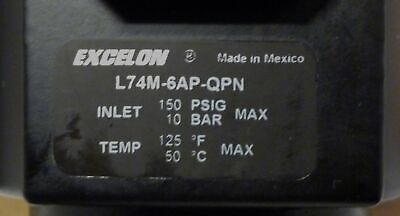 EXCELON ® Made in Mexico
L74M-6AP-QPN
INLET 150 PSIG MAX
10 BAR
TEMP 125 °F MAX
50 °C